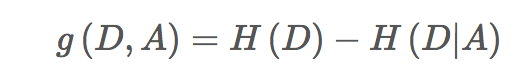 g (D, A) = H (D) − H (D|A)